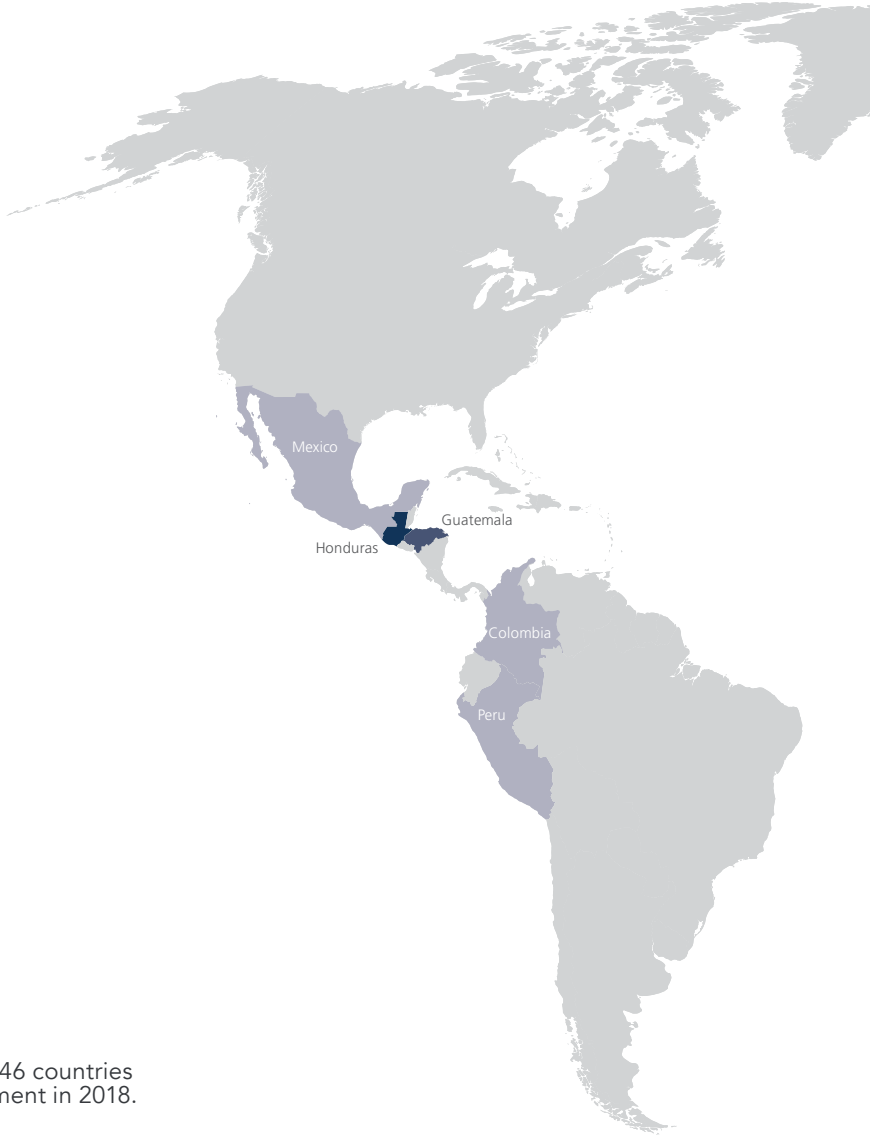 Mexico
Guatemala
Honduras
Colombia
Peru
46 countries
ment in 2018.